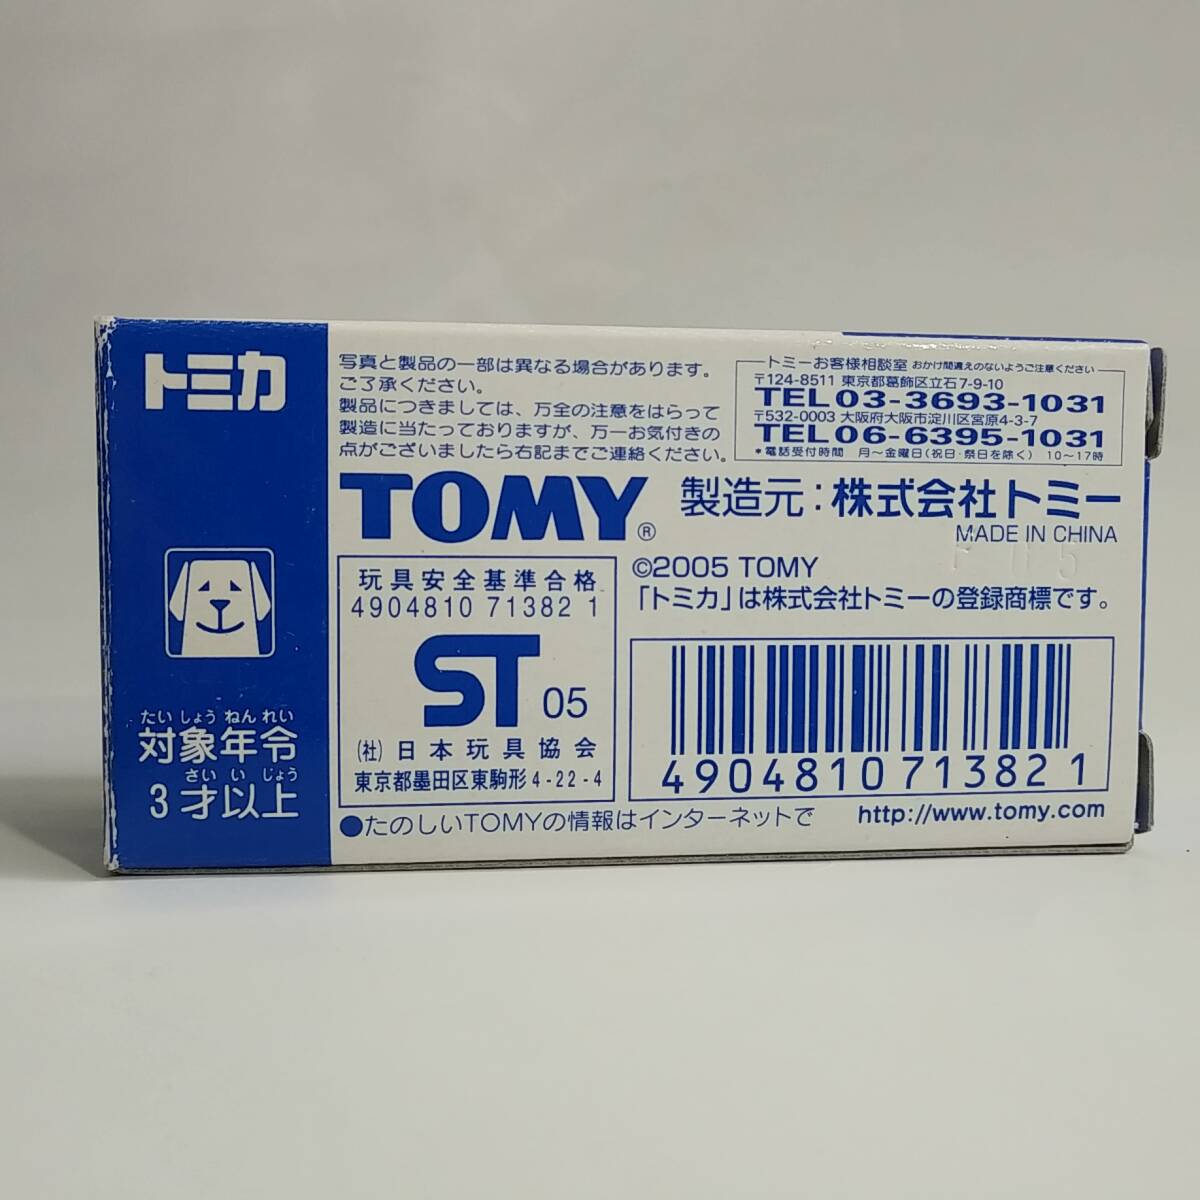 トミカ
たいしょうねんれい
対象年令
さいいじょう
3才以上
写真と製品の一部は異なる場合があります。
ご了承ください。
製品につきましては、万全の注意をはらって
製造に当たっておりますが、万一お気付きの
点がございましたら右記までご連絡ください。
トミーお客様相談室 おかけ間違えのないようご注意ください
〒124-8511 東京都葛飾区立石7-9-10
TEL03-3693-1031
〒532-0003 大阪府大阪市淀川区宮原4-3-7
TEL06-6395-1031
*電話受付時間 月~金曜日(祝日・祭日を除く) 10~17時
TOMY® 製造元:株式会社トミー
MADE IN CHINA
©2005 TOMY
「トミカ」は株式会社トミーの登録商標です。
玩具安全基準合格
4904810 71382 1
ST 05
(社)日本玩具協会
東京都墨田区東駒形4-22-4
4904810713821
●たのしいTOMYの情報はインターネットで http://www.tomy.com